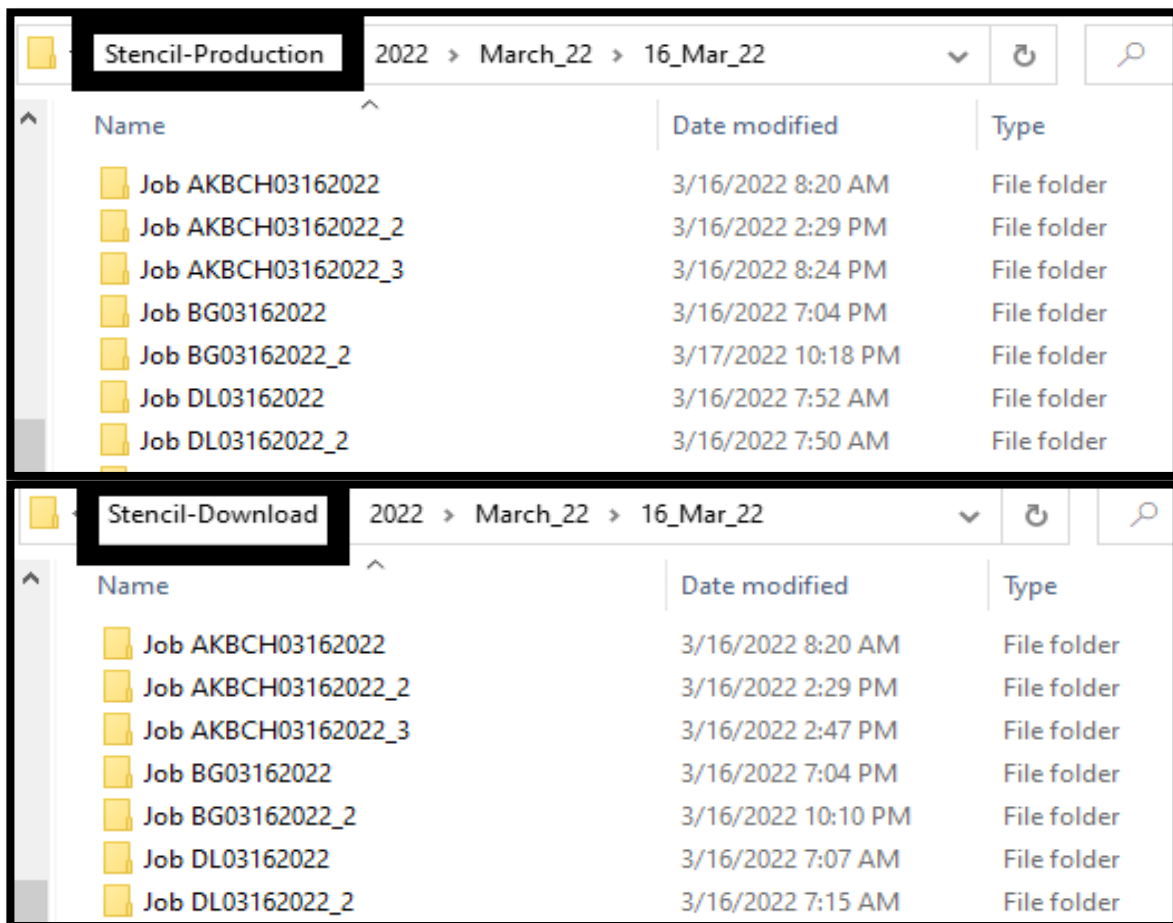 Stencil-Production 2022 > March_22 > 16_Mar_22
Name Date modified Type
Job AKBCH03162022 3/16/2022 8:20 AM File folder
Job AKBCH03162022_2 3/16/2022 2:29 PM File folder
Job AKBCH03162022_3 3/16/2022 8:24 PM File folder
Job BG03162022 3/16/2022 7:04 PM File folder
Job BG03162022_2 3/17/2022 10:18 PM File folder
Job DL03162022 3/16/2022 7:52 AM File folder
Job DL03162022_2 3/16/2022 7:50 AM File folder
Stencil-Download 2022 > March_22 > 16_Mar_22
Name Date modified Type
Job AKBCH03162022 3/16/2022 8:20 AM File folder
Job AKBCH03162022_2 3/16/2022 2:29 PM File folder
Job AKBCH03162022_3 3/16/2022 2:47 PM File folder
Job BG03162022 3/16/2022 7:04 PM File folder
Job BG03162022_2 3/16/2022 10:10 PM File folder
Job DL03162022 3/16/2022 7:07 AM File folder
Job DL03162022_2 3/16/2022 7:15 AM File folder